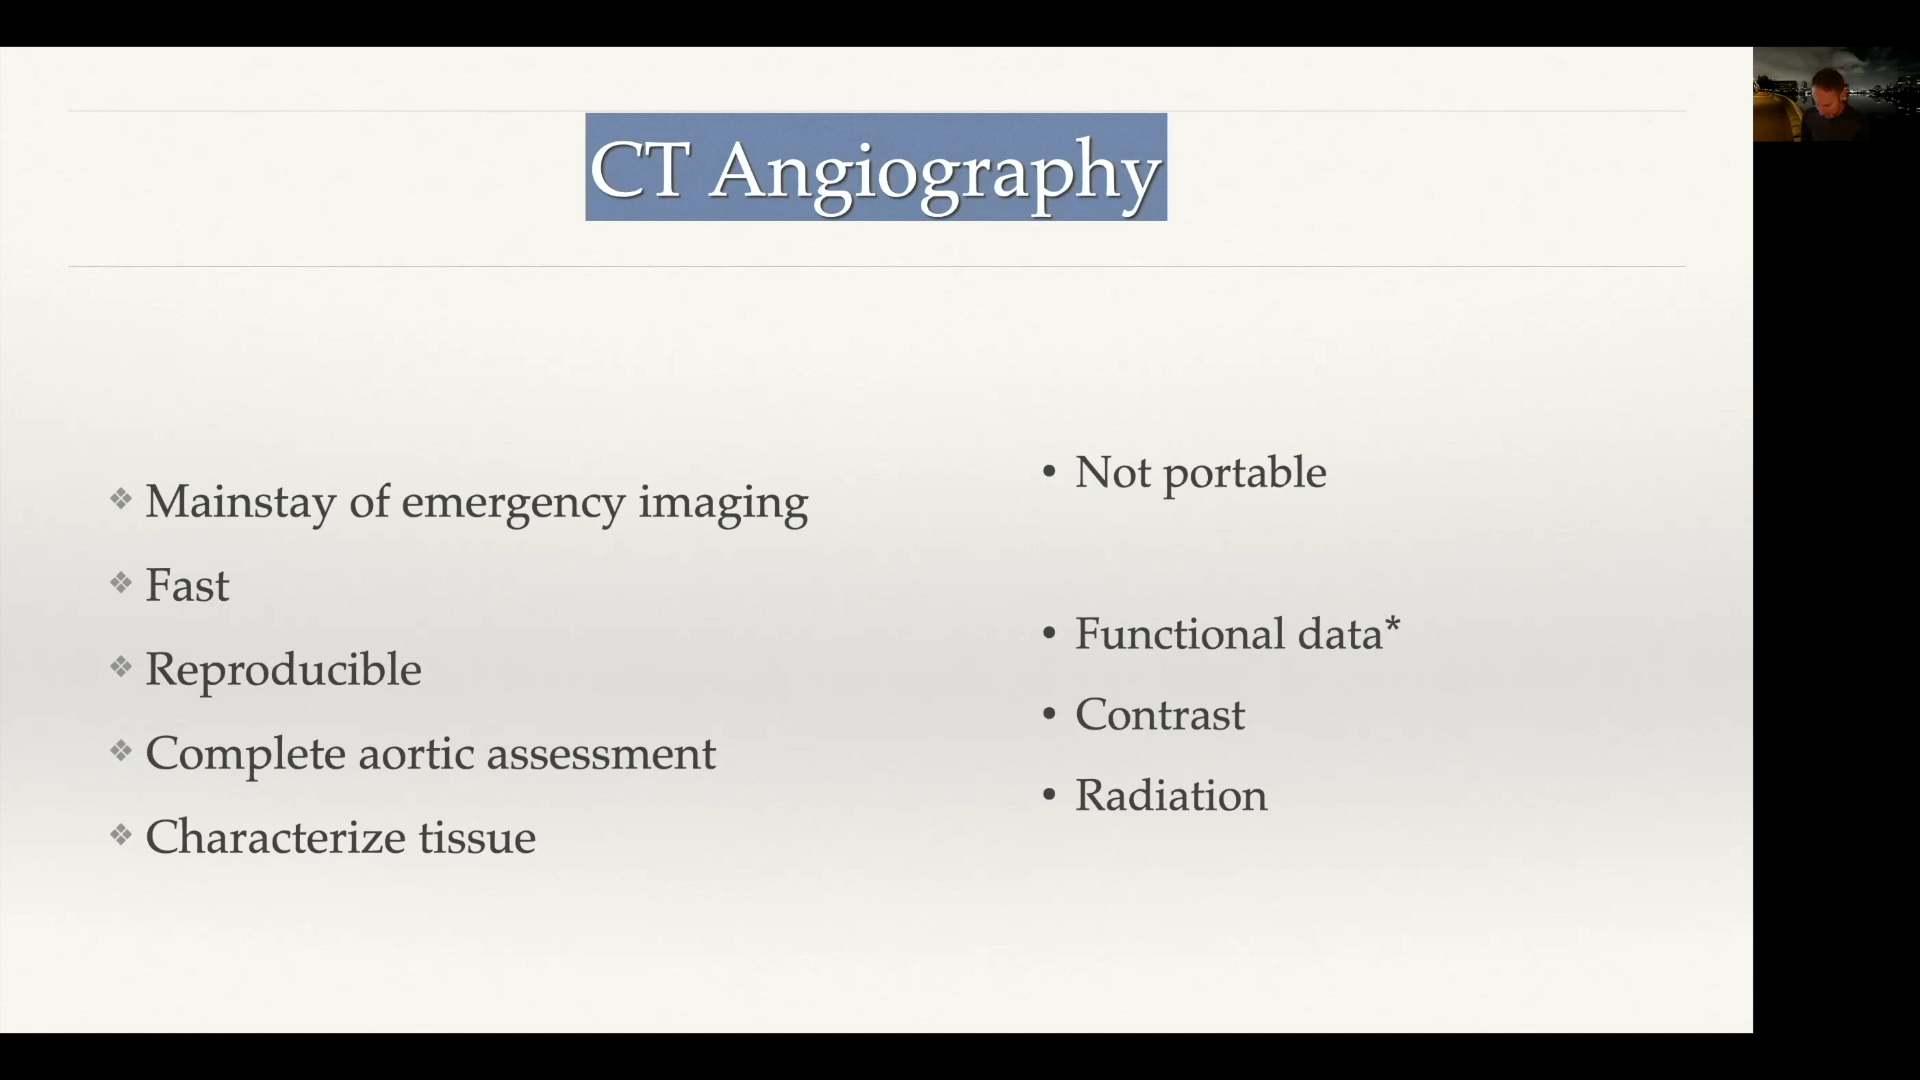 CT Angiography
Mainstay of emergency imaging
Fast
Reproducible
Complete aortic assessment
Characterize tissue
Not portable
Functional data*
Contrast
Radiation